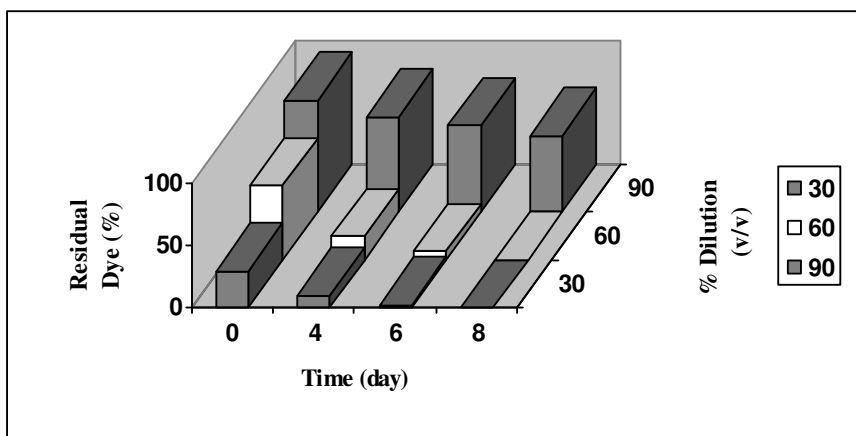 100
50
0
Residual
Dye (%)
0 4 6 8
Time (day)
30
60
90
% Dilution
(v/v)
30
60
90